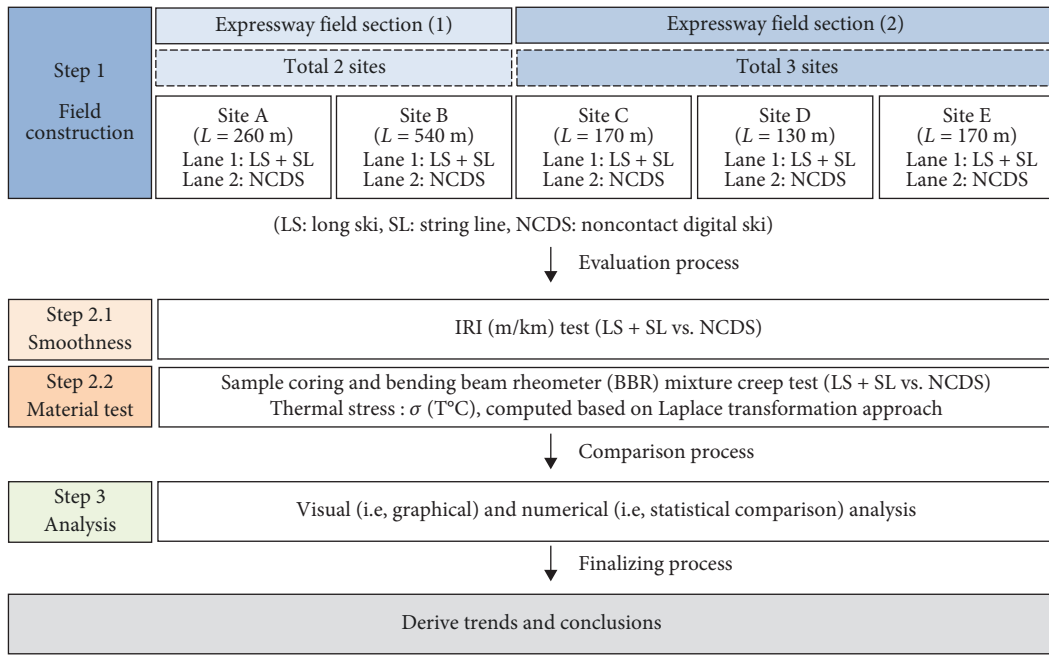 Step 1
Field
construction
Expressway field section (1)
Expressway field section (2)
Total 2 sites
Total 3 sites
Site A
(L = 260 m)
Lane 1: LS + SL
Lane 2: NCDS
Site B
(L = 540 m)
Lane 1: LS + SL
Lane 2: NCDS
Site C
(L = 170 m)
Lane 1: LS + SL
Lane 2: NCDS
Site D
(L = 130 m)
Lane 1: LS + SL
Lane 2: NCDS
Site E
(L = 170 m)
Lane 1: LS + SL
Lane 2: NCDS
(LS: long ski, SL: string line, NCDS: noncontact digital ski)
Evaluation process
Step 2.1
Smoothness
IRI (m/km) test (LS + SL vs. NCDS)
Step 2.2
Material test
Sample coring and bending beam rheometer (BBR) mixture creep test (LS + SL vs. NCDS)
Thermal stress : σ (T°C), computed based on Laplace transformation approach
Comparison process
Step 3
Analysis
Visual (i.e, graphical) and numerical (i.e, statistical comparison) analysis
Finalizing process
Derive trends and conclusions